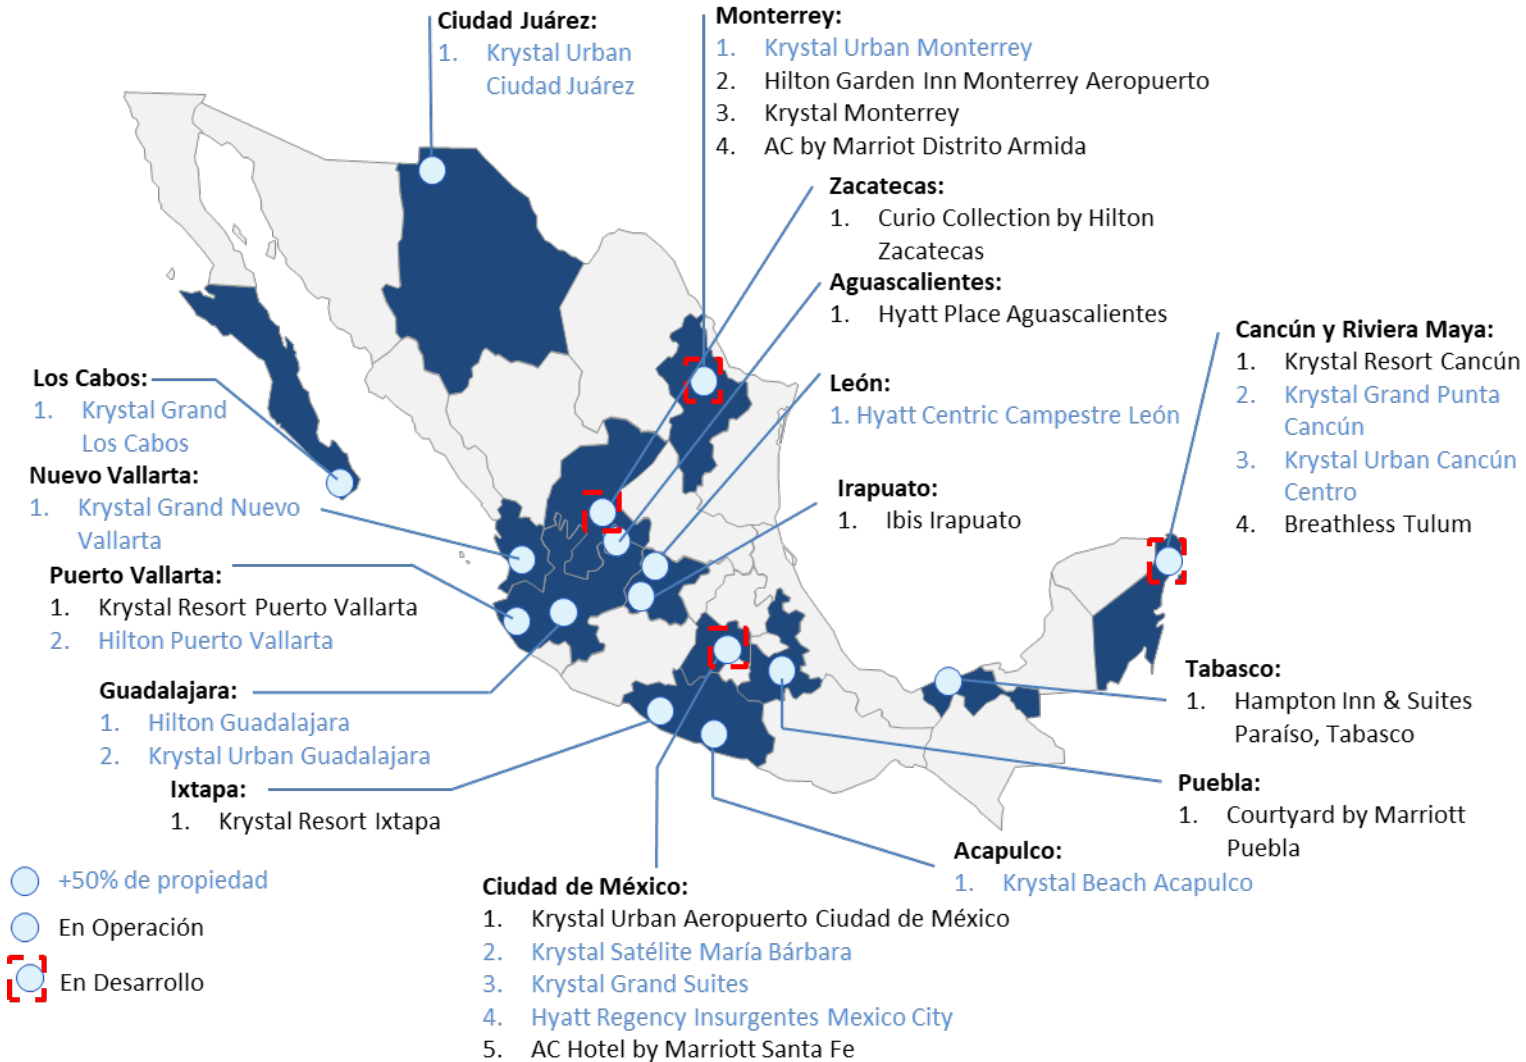 Ciudad Juárez:
1. Krystal Urban
Ciudad Juárez
Monterrey:
1. Krystal Urban Monterrey
2. Hilton Garden Inn Monterrey Aeropuerto
3. Krystal Monterrey
4. AC by Marriot Distrito Armida
Zacatecas:
1. Curio Collection by Hilton
Zacatecas
Aguascalientes:
1. Hyatt Place Aguascalientes
León:
1. Hyatt Centric Campestre León
Irapuato:
1. Ibis Irapuato
Cancún y Riviera Maya:
1. Krystal Resort Cancún
2. Krystal Grand Punta
Cancún
3. Krystal Urban Cancún
Centro
4. Breathless Tulum
Los Cabos:
1. Krystal Grand
Los Cabos
Nuevo Vallarta:
1. Krystal Grand Nuevo
Vallarta
Puerto Vallarta:
1. Krystal Resort Puerto Vallarta
2. Hilton Puerto Vallarta
Guadalajara:
1. Hilton Guadalajara
2. Krystal Urban Guadalajara
Ixtapa:
1. Krystal Resort Ixtapa
Tabasco:
1. Hampton Inn & Suites
Paraíso, Tabasco
Puebla:
1. Courtyard by Marriott
Puebla
Acapulco:
1. Krystal Beach Acapulco
Ciudad de México:
1. Krystal Urban Aeropuerto Ciudad de México
2. Krystal Satélite María Bárbara
3. Krystal Grand Suites
4. Hyatt Regency Insurgentes Mexico City
5. AC Hotel by Marriott Santa Fe
+50% de propiedad
En Operación
En Desarrollo